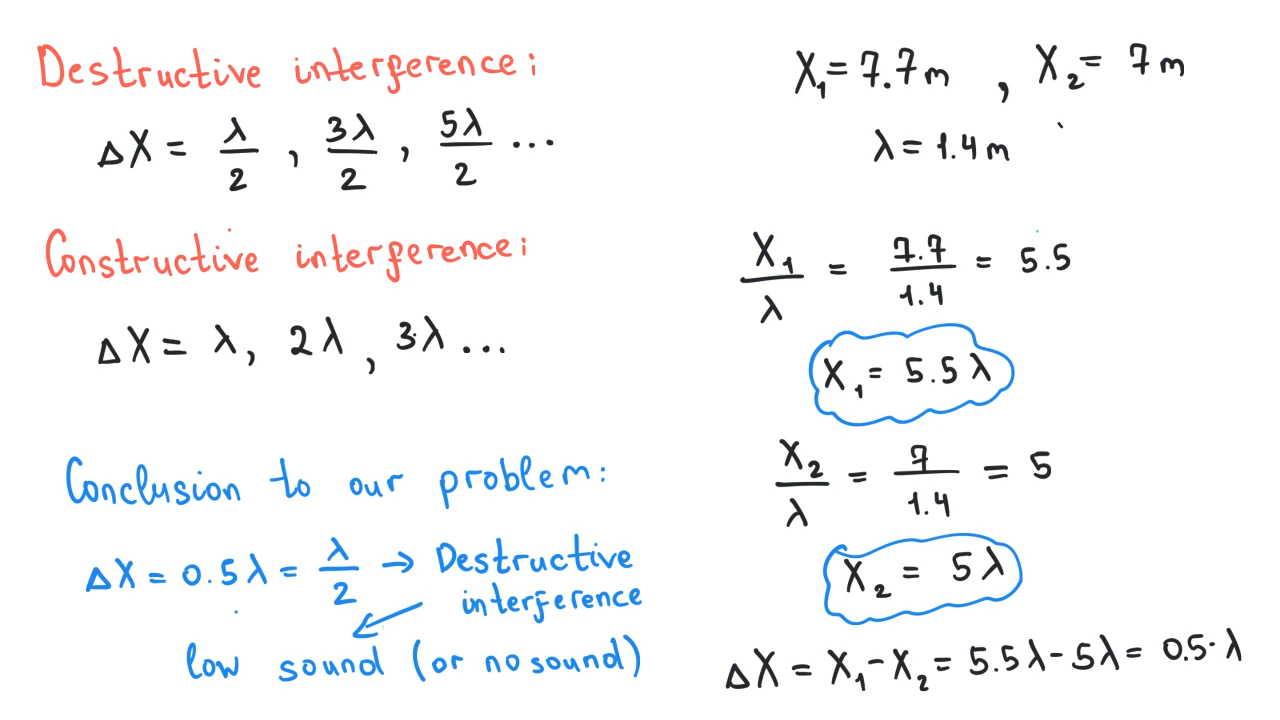 Destructive interference:
ΔX = λ/2 , 3λ/2 , 5λ/2 ...
Constructive interference:
ΔX = λ, 2λ , 3λ ...
Conclusion to our problem:
ΔX = 0.5λ = λ/2 → Destructive
interference
low sound (or no sound)
X₁= 7.7m , X₂= 7m
λ = 1.4m
X₁/λ = 7.7/1.4 = 5.5
X₁= 5.5λ
X₂/λ = 7/1.4 = 5
X₂ = 5λ
ΔX = X₁-X₂= 5.5λ-5λ= 0.5·λ